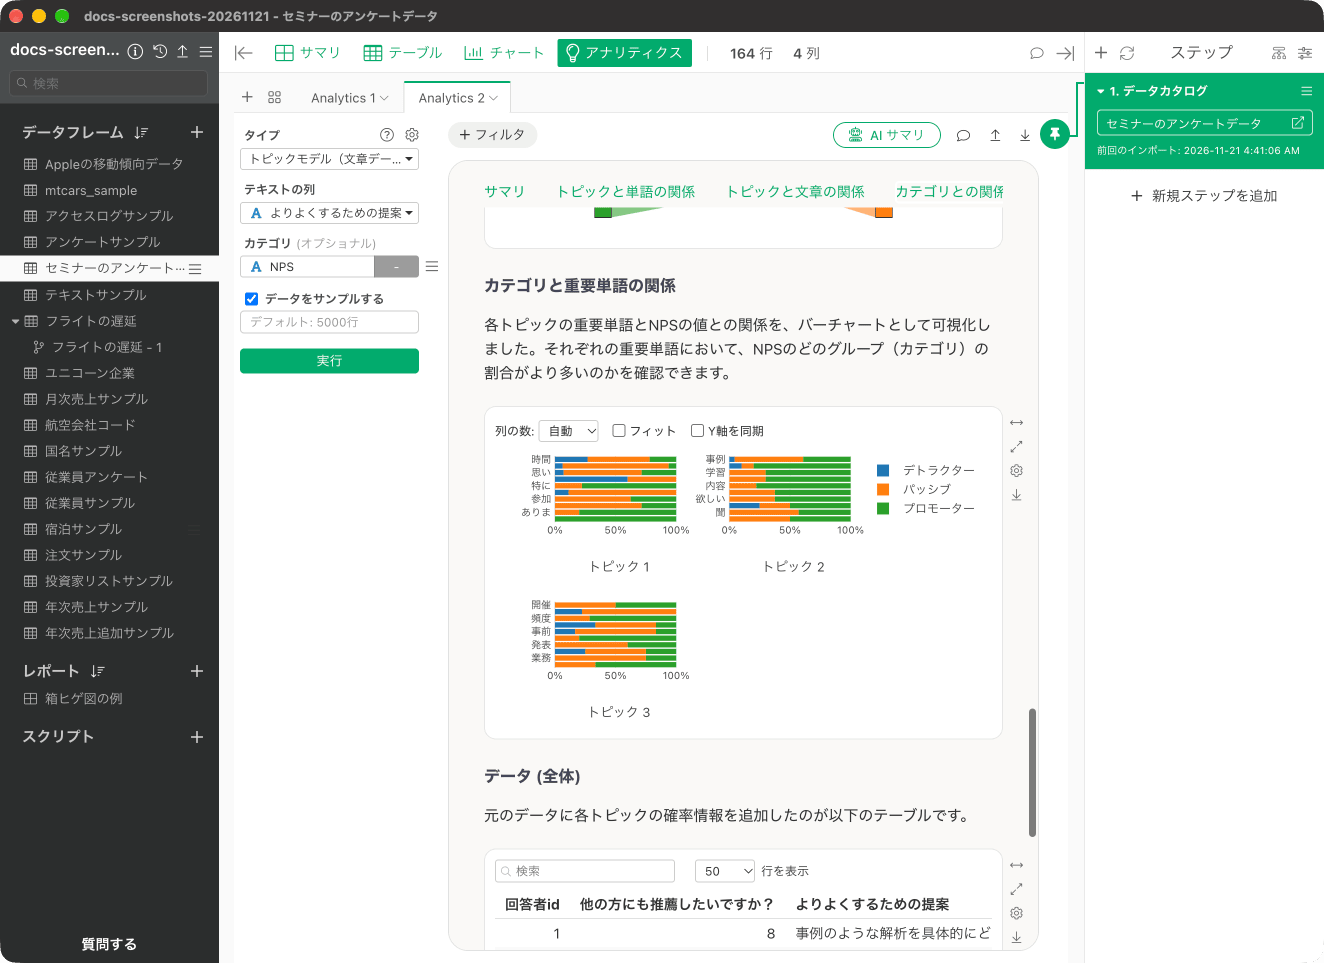 docs-screenshots-20261121 - セミナーのアンケートデータ
docs-screen...
検索
データフレーム
Appleの移動傾向データ
mtcars_sample
アクセスログサンプル
アンケートサンプル
セミナーのアンケート…
テキストサンプル
フライトの遅延
フライトの遅延 - 1
ユニコーン企業
月次売上サンプル
航空会社コード
国名サンプル
従業員アンケート
従業員サンプル
宿泊サンプル
注文サンプル
投資家リストサンプル
年次売上サンプル
年次売上追加サンプル
レポート
箱ヒゲ図の例
スクリプト
質問する
サマリ
テーブル
チャート
アナリティクス
164 行
4 列
Analytics 1
Analytics 2
タイプ
トピックモデル（文章デー...
テキストの列
よりよくするための提案
カテゴリ (オプショナル)
NPS
-
データをサンプルする
デフォルト: 5000行
実行
フィルタ
AI サマリ
サマリ
トピックと単語の関係
トピックと文章の関係
カテゴリとの関係
カテゴリと重要単語の関係
各トピックの重要単語とNPSの値との関係を、バーチャートとして可視化し
ました。それぞれの重要単語において、NPSのどのグループ（カテゴリ）の
割合がより多いのかを確認できます。
列の数: 自動
フィット
Y軸を同期
時間
思い
特に
参加
ありま
0% 50% 100%
トピック 1
事例
学習
内容
欲しい
聞
0% 50% 100%
トピック 2
デトラクター
パッシブ
プロモーター
開催
頻度
事前
発表
業務
0% 50% 100%
トピック 3
データ (全体)
元のデータに各トピックの確率情報を追加したのが以下のテーブルです。
検索
50 行を表示
回答者id 他の方にも推薦したいですか？ よりよくするための提案
1 8 事例のような解析を具体的にど
ステップ
1. データカタログ
セミナーのアンケートデータ
前回のインポート: 2026-11-21 4:41:06 AM
新規ステップを追加